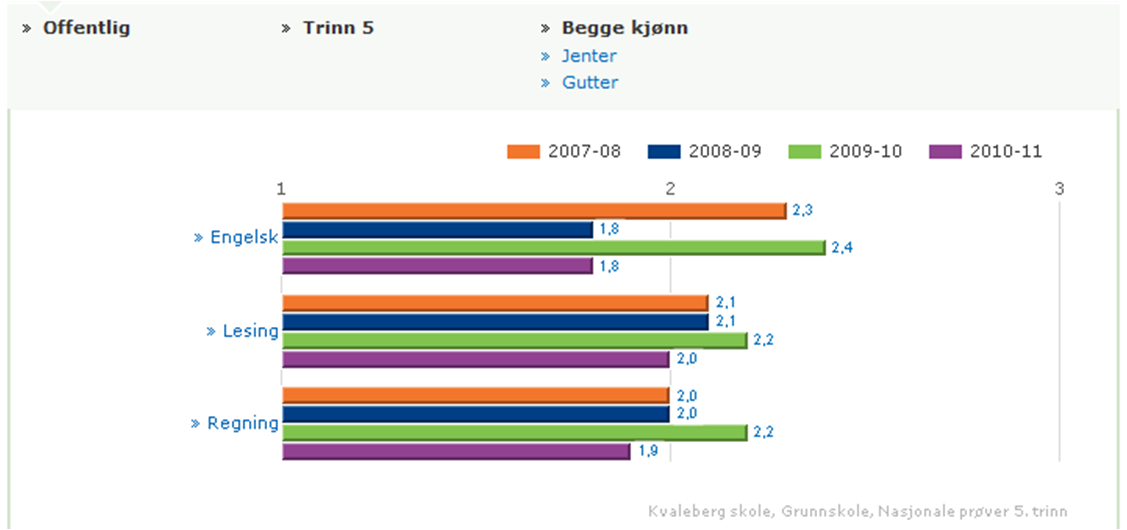 » Offentlig » Trinn 5 » Begge kjønn
» Jenter
» Gutter
2007-08 2008-09 2009-10 2010-11
1 2 3
2,3
1,8
» Engelsk
2,4
1,8
2,1
2,1
» Lesing
2,2
2,0
2,0
2,0
» Regning
2,2
1,9
Kvaleberg skole, Grunnskole, Nasjonale prøver 5. trinn